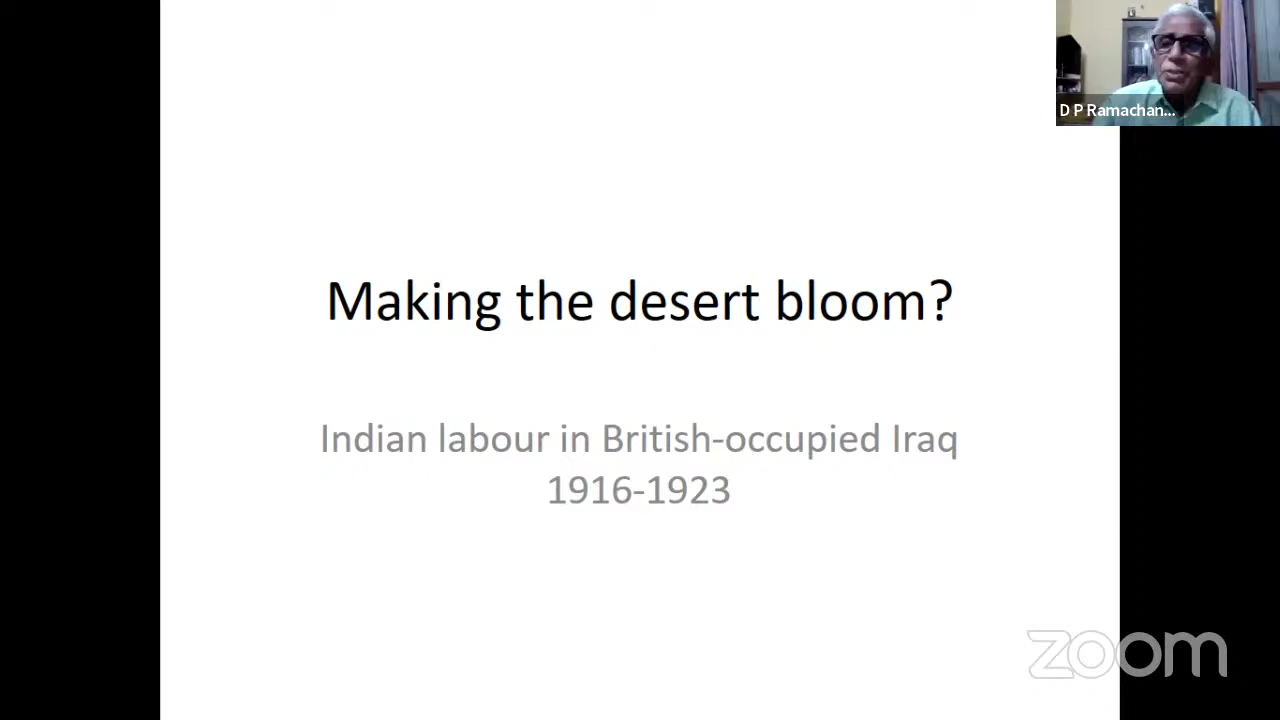 D P Ramachan...
Making the desert bloom?
Indian labour in British-occupied Iraq
1916-1923
zoom